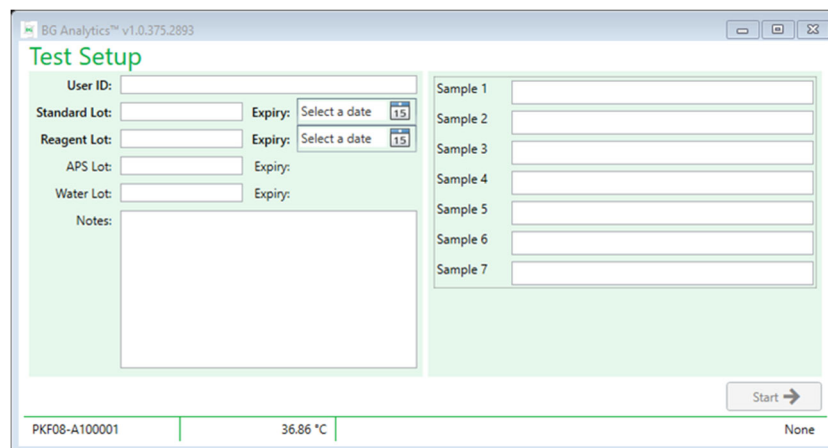 BG Analytics™ v1.0.375.2893
Test Setup
User ID:
Standard Lot: Expiry: Select a date 15
Reagent Lot: Expiry: Select a date 15
APS Lot: Expiry:
Water Lot: Expiry:
Notes:
Sample 1
Sample 2
Sample 3
Sample 4
Sample 5
Sample 6
Sample 7
Start
PKF08-A100001 36.86 °C None